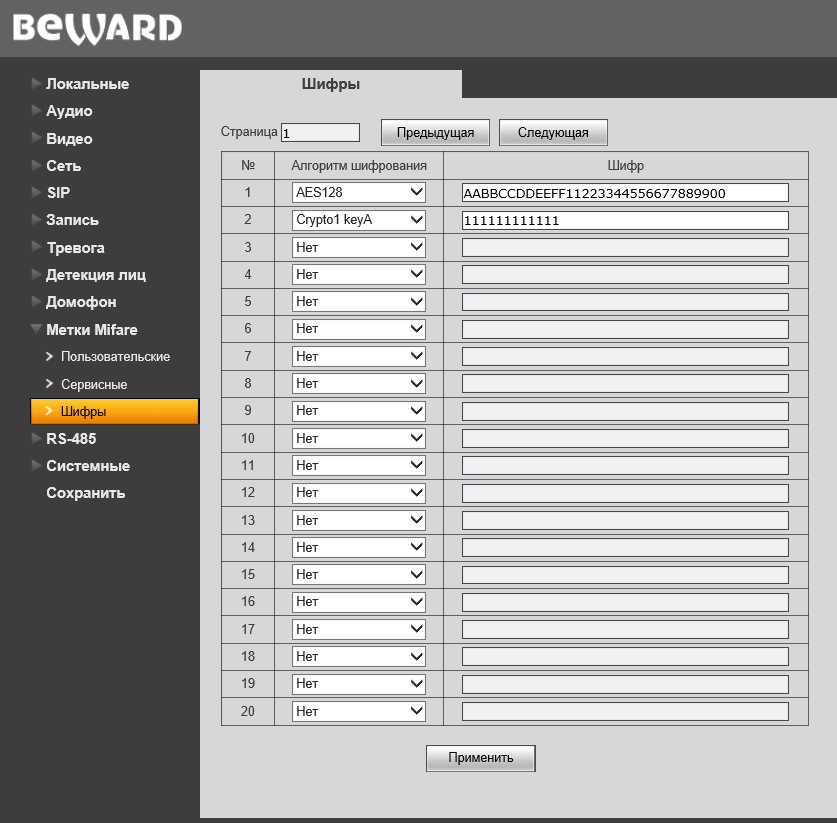 BEWARD
Локальные
Аудио
Видео
Сеть
SIP
Запись
Тревога
Детекция лиц
Домофон
Метки Mifare
Пользовательские
Сервисные
Шифры
RS-485
Системные
Сохранить
Шифры
Страница 1 Предыдущая Следующая
№ Алгоритм шифрования Шифр
1 AES128 AABBCCDDEEFF11223344556677889900
2 Crypto1 keyA 111111111111
3 Нет
4 Нет
5 Нет
6 Нет
7 Нет
8 Нет
9 Нет
10 Нет
11 Нет
12 Нет
13 Нет
14 Нет
15 Нет
16 Нет
17 Нет
18 Нет
19 Нет
20 Нет
Применить